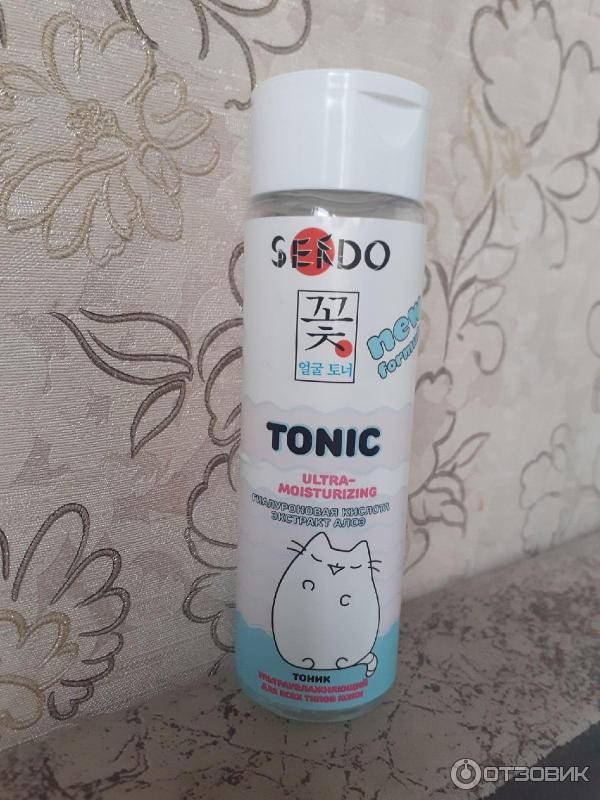 SENDO
꽃
얼굴 토너
new
formula
TONIC
ULTRA-
MOISTURIZING
ГИАЛУРОНОВАЯ КИСЛОТА
ЭКСТРАКТ АЛОЭ
ТОНИК
УЛЬТРАУВЛАЖНЯЮЩИЙ
ДЛЯ ВСЕХ ТИПОВ КОЖИ
ОТЗОВИК